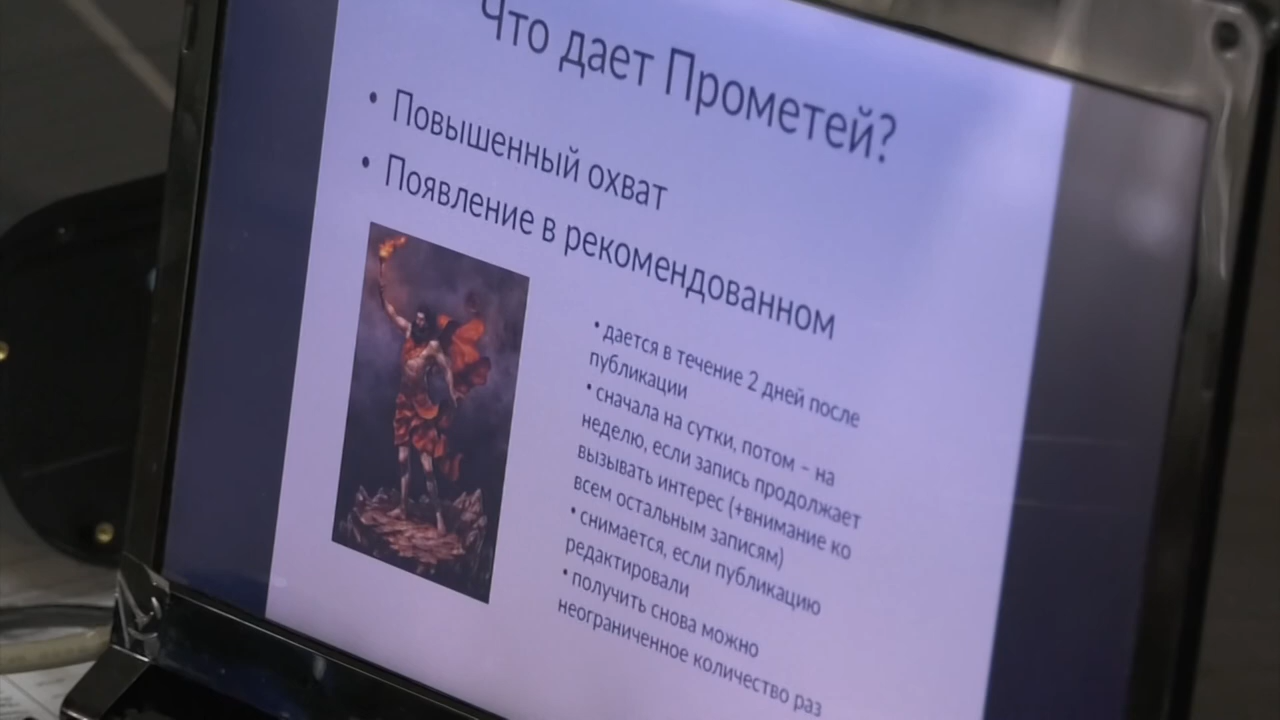 Что дает Прометей?
• Повышенный охват
• Появление в рекомендованном
• дается в течение 2 дней после
публикации
• сначала на сутки, потом – на
неделю, если запись продолжает
вызывать интерес (+внимание ко
всем остальным записям)
• снимается, если публикацию
редактировали
• получить снова можно
неограниченное количество раз